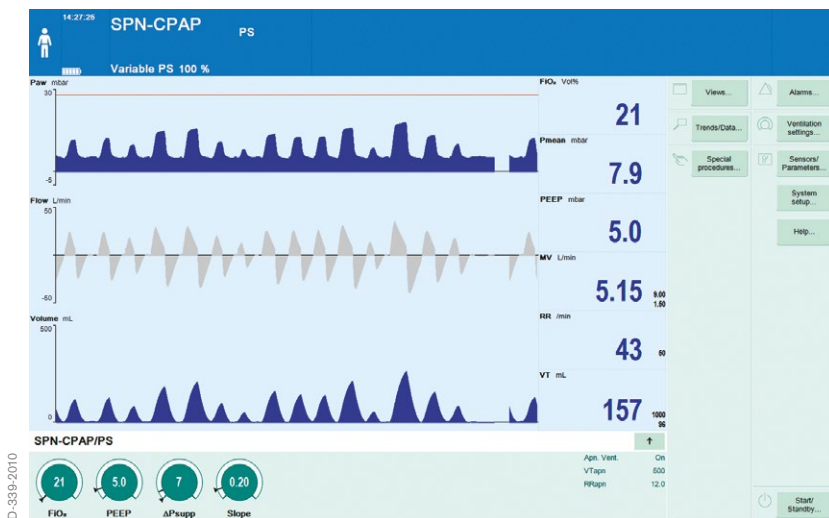 14:27:26
SPN-CPAP
PS
Variable PS 100 %
Paw mbar
30
-5
Flow L/min
50
-50
Volume mL
500
0
FiO₂ Vol%
21
Pmean mbar
7.9
PEEP mbar
5.0
MV L/min
5.15
9.00
1.50
RR /min
43
50
VT mL
157
1000
96
Views...
Alarms...
Trends/Data...
Ventilation
settings...
Special
procedures...
Sensors/
Parameters...
System
setup...
Help...
SPN-CPAP/PS
21
5.0
7
0.20
FiO₂
PEEP
ΔPsupp
Slope
Apn. Vent. On
VTapn 500
RRapn 12.0
Start/
Standby...
D-339-2010